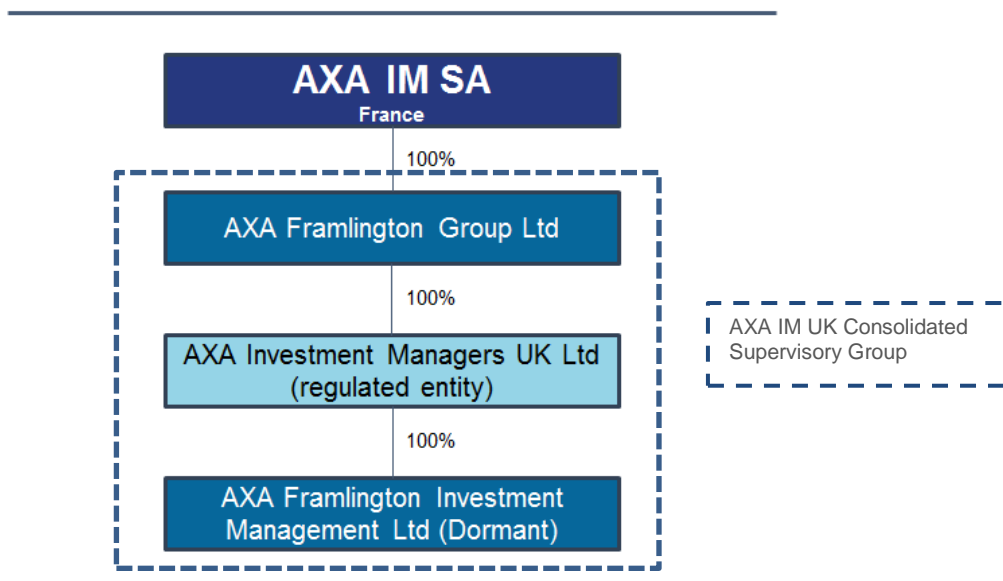 AXA IM SA
France
100%
AXA Framlington Group Ltd
100%
AXA Investment Managers UK Ltd
(regulated entity)
100%
AXA Framlington Investment
Management Ltd (Dormant)
AXA IM UK Consolidated
Supervisory Group